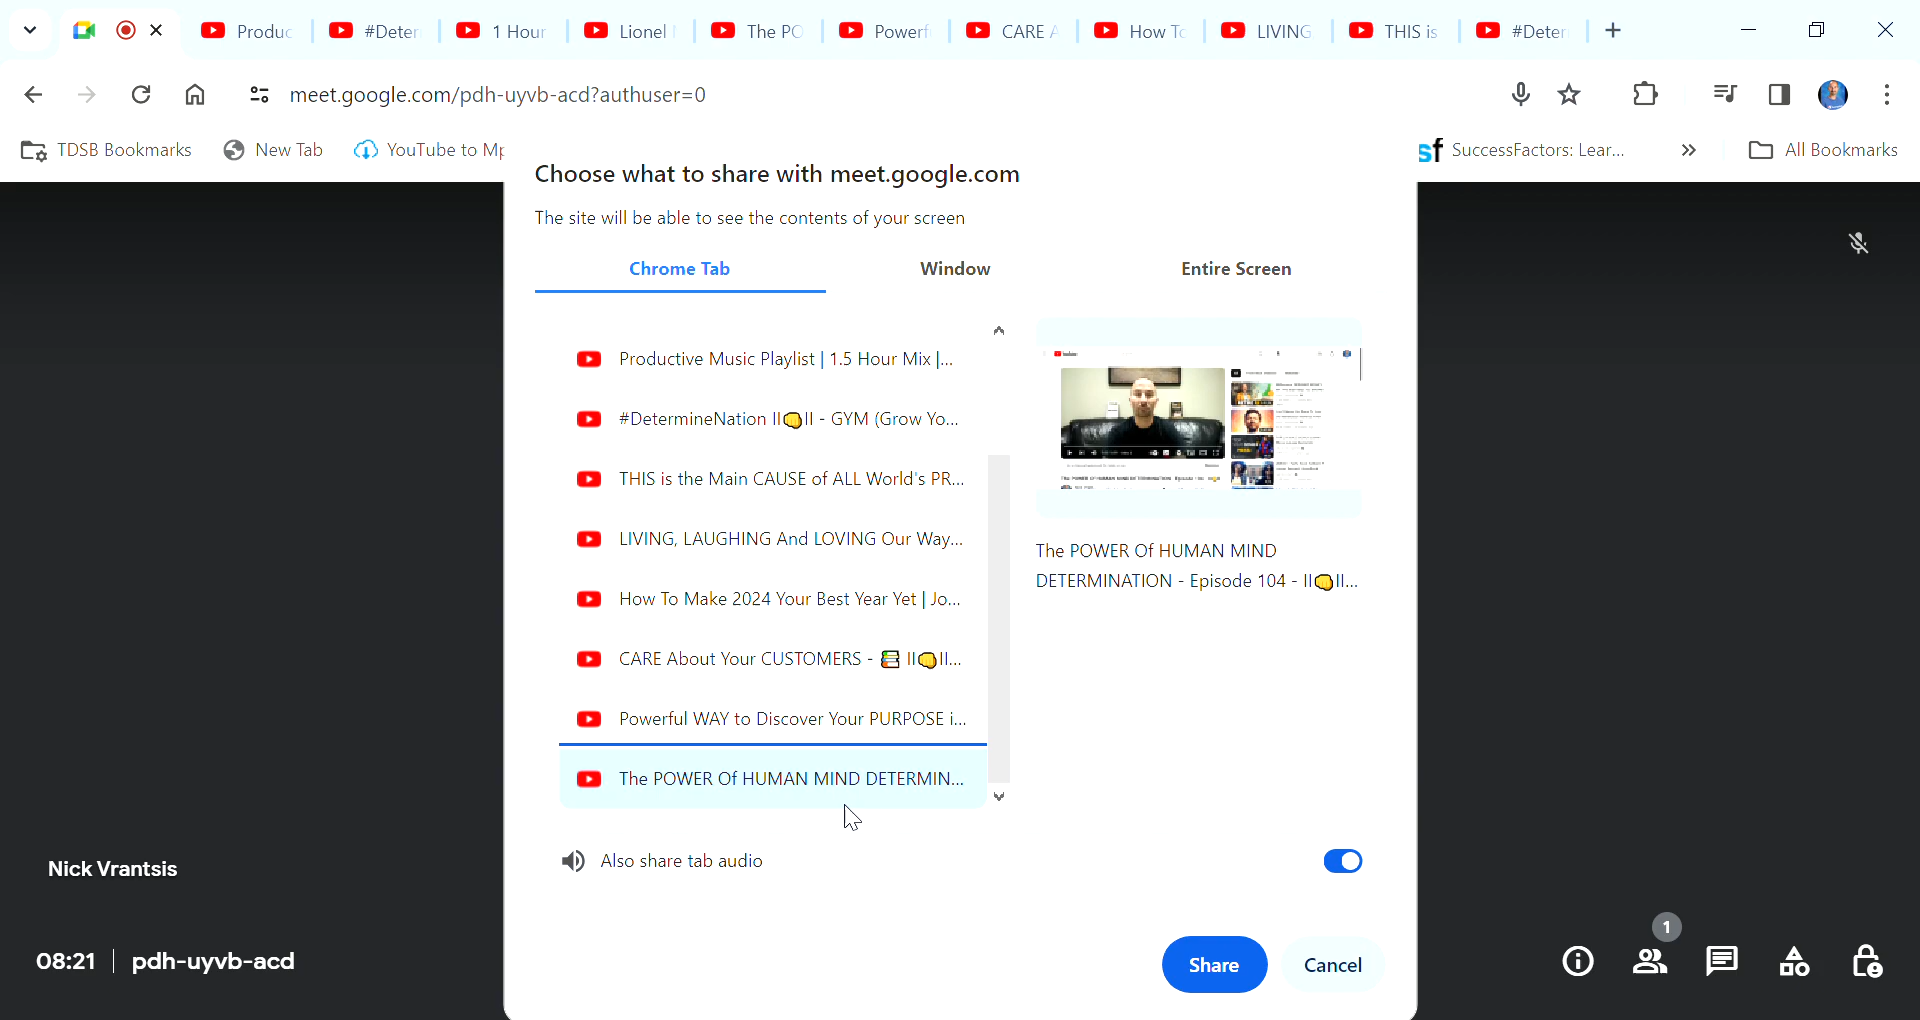 Produc
#Deter
1 Hour
Lionel
The PO
Powerf
CARE A
How To
LIVING
THIS is
#Deter
meet.google.com/pdh-uyvb-acd?authuser=0
TDSB Bookmarks
New Tab
YouTube to Mp
sf SuccessFactors: Lear...
All Bookmarks
Choose what to share with meet.google.com
The site will be able to see the contents of your screen
Chrome Tab
Window
Entire Screen
Productive Music Playlist | 1.5 Hour Mix |...
#DetermineNation II👊II - GYM (Grow Yo...
THIS is the Main CAUSE of ALL World's PR...
LIVING, LAUGHING And LOVING Our Way...
How To Make 2024 Your Best Year Yet | Jo...
CARE About Your CUSTOMERS - 📚 II👊II...
Powerful WAY to Discover Your PURPOSE i...
The POWER Of HUMAN MIND DETERMIN...
The POWER Of HUMAN MIND
DETERMINATION - Episode 104 - II👊II...
Also share tab audio
Share
Cancel
Nick Vrantsis
08:21
pdh-uyvb-acd
1